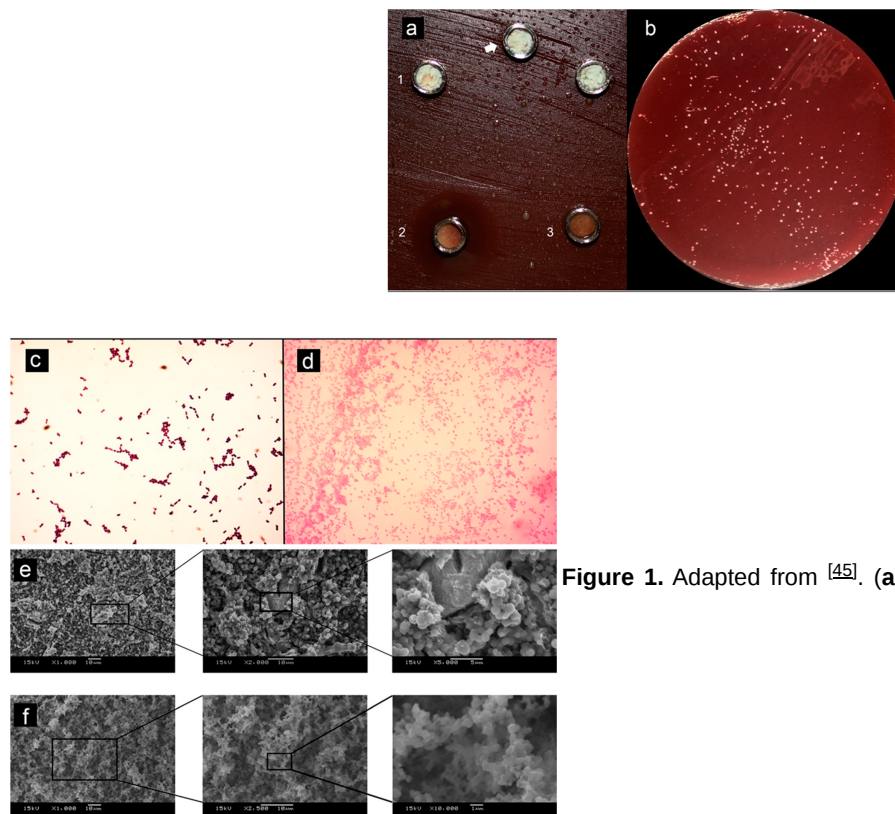 a
b
1
2
3
c
d
e
15kV X1,000 10μm
15kV X2,000 10μm
15kV X5,000 5μm
Figure 1. Adapted from [45]. (a
f
15kV X1,000 10μm
15kV X2,500 10μm
15kV X10,000 1μm